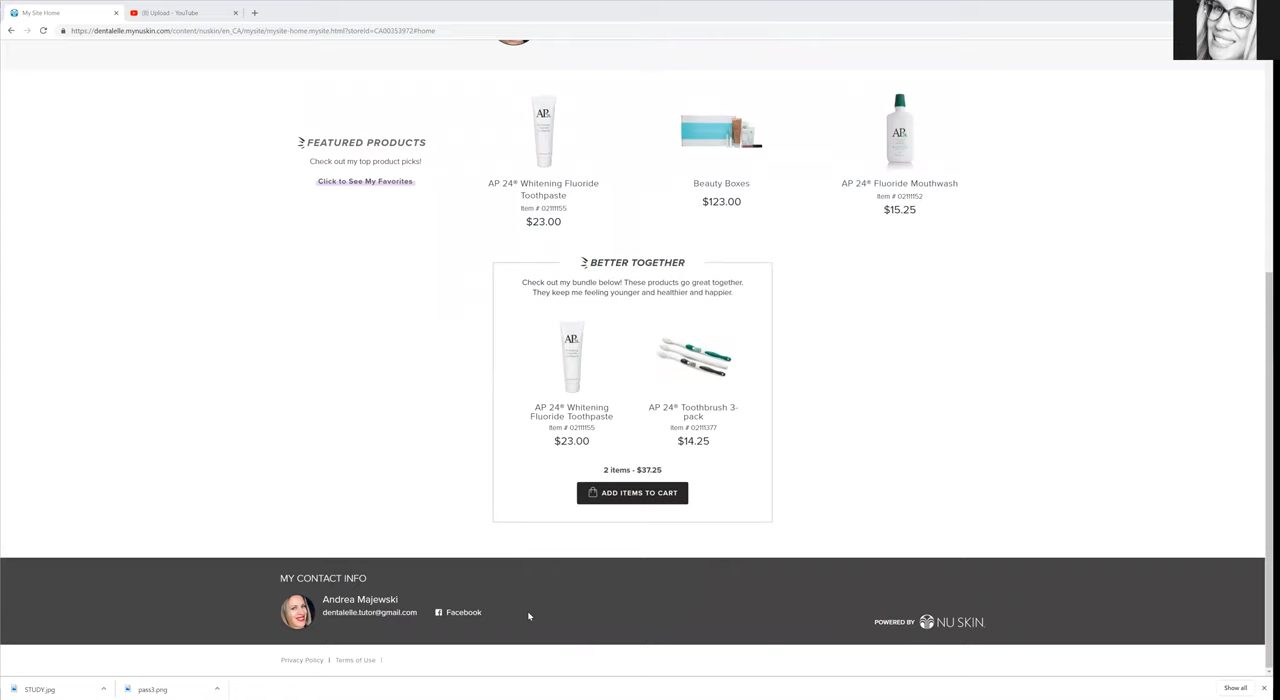 My Site Home
(8) Upload - YouTube
https://dentalelle.mynuskin.com/content/nuskin/en_CA/mysite/mysite-home.mysite.html?storeId=CA00353972#home
FEATURED PRODUCTS
Check out my top product picks!
Click to See My Favorites
AP
AP 24® Whitening Fluoride
Toothpaste
Item # 02111155
$23.00
Beauty Boxes
$123.00
AP
AP 24® Fluoride Mouthwash
Item # 02111152
$15.25
BETTER TOGETHER
Check out my bundle below! These products go great together.
They keep me feeling younger and healthier and happier.
AP
AP 24® Whitening
Fluoride Toothpaste
Item # 02111155
$23.00
AP 24® Toothbrush 3-
pack
Item # 02111377
$14.25
2 items - $37.25
ADD ITEMS TO CART
MY CONTACT INFO
Andrea Majewski
dentalelle.tutor@gmail.com
Facebook
POWERED BY NU SKIN
Privacy Policy |
Terms of Use |
STUDY.jpg
pass3.png
Show all